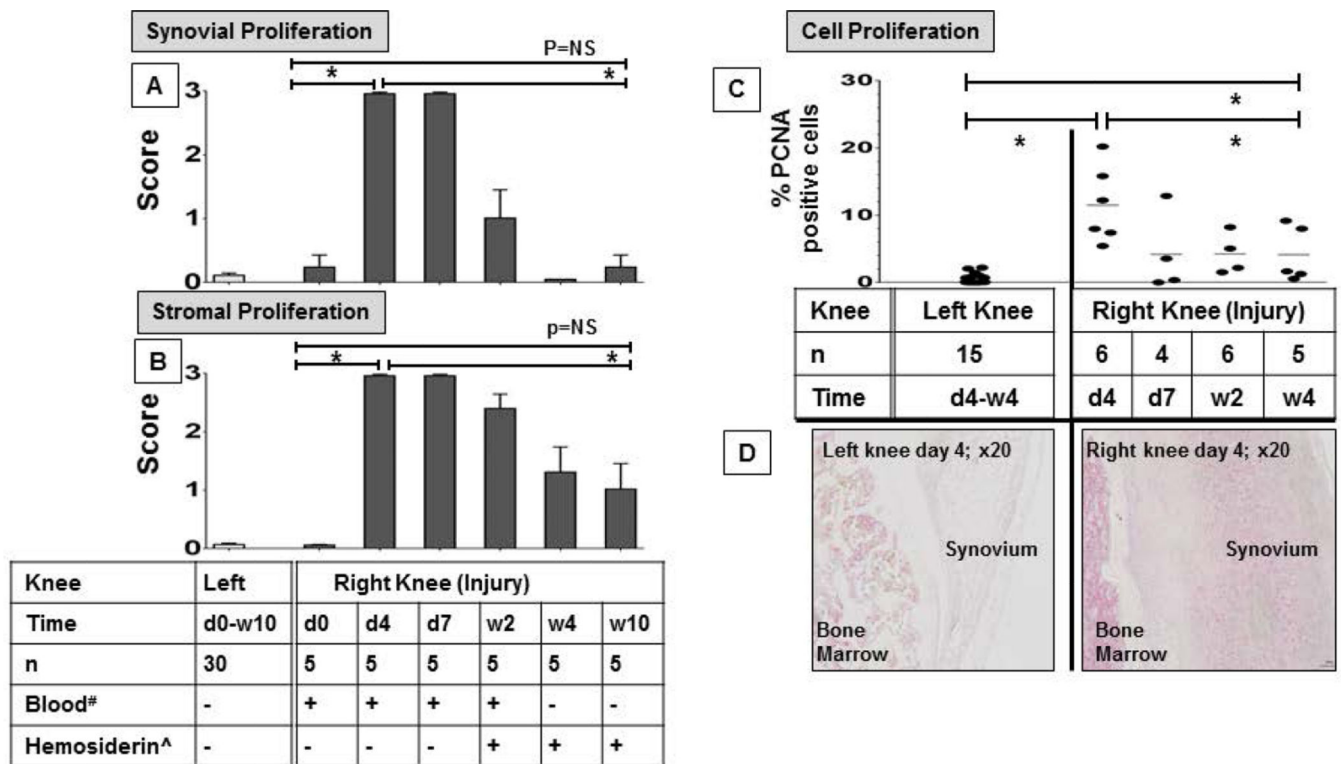 Synovial Proliferation
P=NS
*
*
A
3
2
1
0
Score
Stromal Proliferation
p=NS
*
*
B
3
2
1
0
Score
Knee Left Right Knee (Injury)
Time d0-w10 d0 d4 d7 w2 w4 w10
n 30 5 5 5 5 5 5
Blood# - + + + + - -
Hemosiderin^ - - - - + + +
Cell Proliferation
C
30
20
10
0
% PCNA
positive cells
*
*
*
Knee Left Knee Right Knee (Injury)
n 15 6 4 6 5
Time d4-w4 d4 d7 w2 w4
D
Left knee day 4; x20
Synovium
Bone
Marrow
Right knee day 4; x20
Synovium
Bone
Marrow